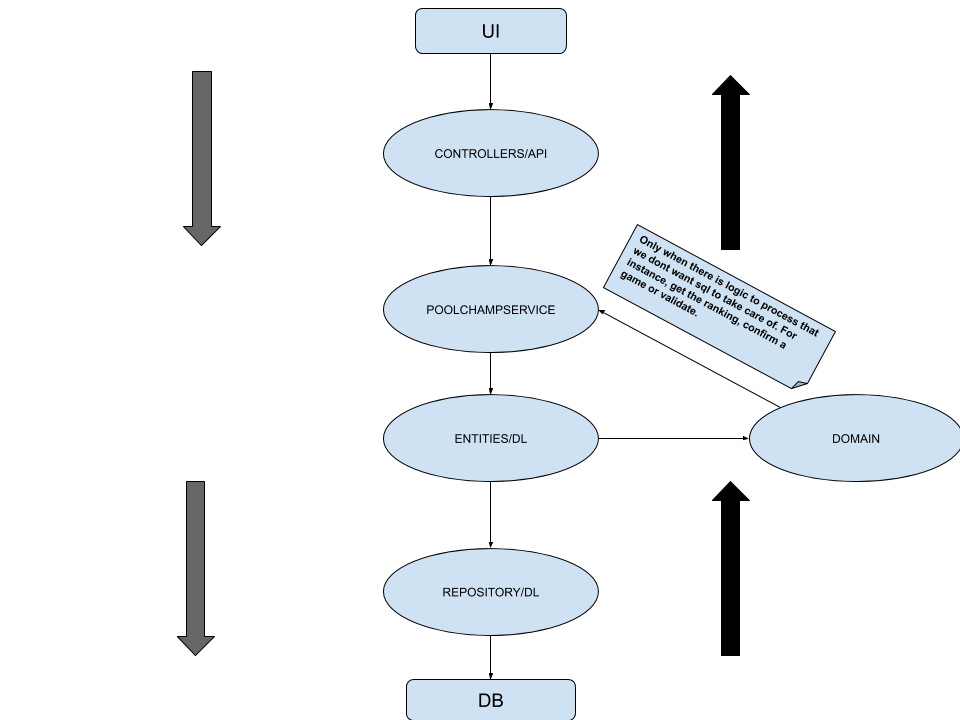 UI
CONTROLLERS/API
Only when there is logic to process that
we dont want sql to take care of. For
instance, get the ranking, confirm a
game or validate.
POOLCHAMPSERVICE
ENTITIES/DL
DOMAIN
REPOSITORY/DL
DB